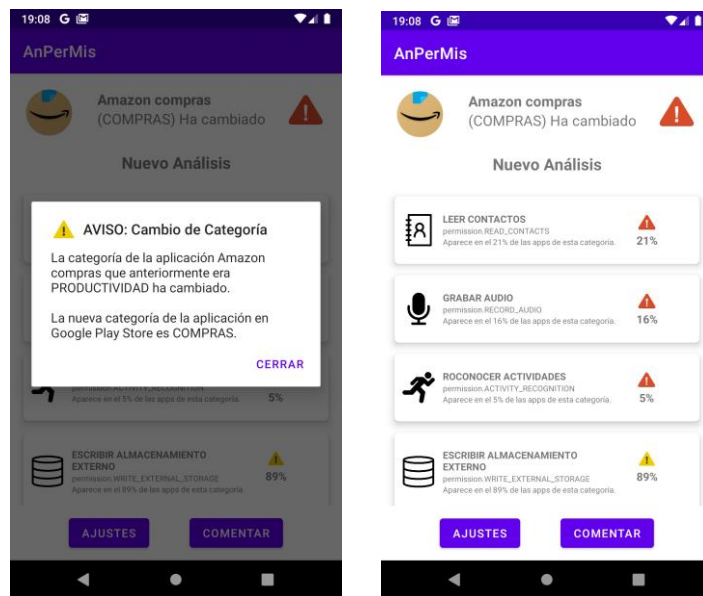 19:08 G
AnPerMis
Amazon compras
(COMPRAS) Ha cambiado
Nuevo Análisis
AVISO: Cambio de Categoría
La categoría de la aplicación Amazon
compras que anteriormente era
PRODUCTIVIDAD ha cambiado.
La nueva categoría de la aplicación en
Google Play Store es COMPRAS.
CERRAR
permission.ACTIVITY_RECOGNITION
Aparece en el 5% de las apps de esta categoría.
5%
ESCRIBIR ALMACENAMIENTO
EXTERNO
permission.WRITE_EXTERNAL_STORAGE
Aparece en el 89% de las apps de esta categoría.
89%
AJUSTES
COMENTAR
19:08 G
AnPerMis
Amazon compras
(COMPRAS) Ha cambiado
Nuevo Análisis
LEER CONTACTOS
permission.READ_CONTACTS
Aparece en el 21% de las apps de esta categoría.
21%
GRABAR AUDIO
permission.RECORD_AUDIO
Aparece en el 16% de las apps de esta categoría.
16%
ROCONOCER ACTIVIDADES
permission.ACTIVITY_RECOGNITION
Aparece en el 5% de las apps de esta categoría.
5%
ESCRIBIR ALMACENAMIENTO
EXTERNO
permission.WRITE_EXTERNAL_STORAGE
Aparece en el 89% de las apps de esta categoría.
89%
AJUSTES
COMENTAR